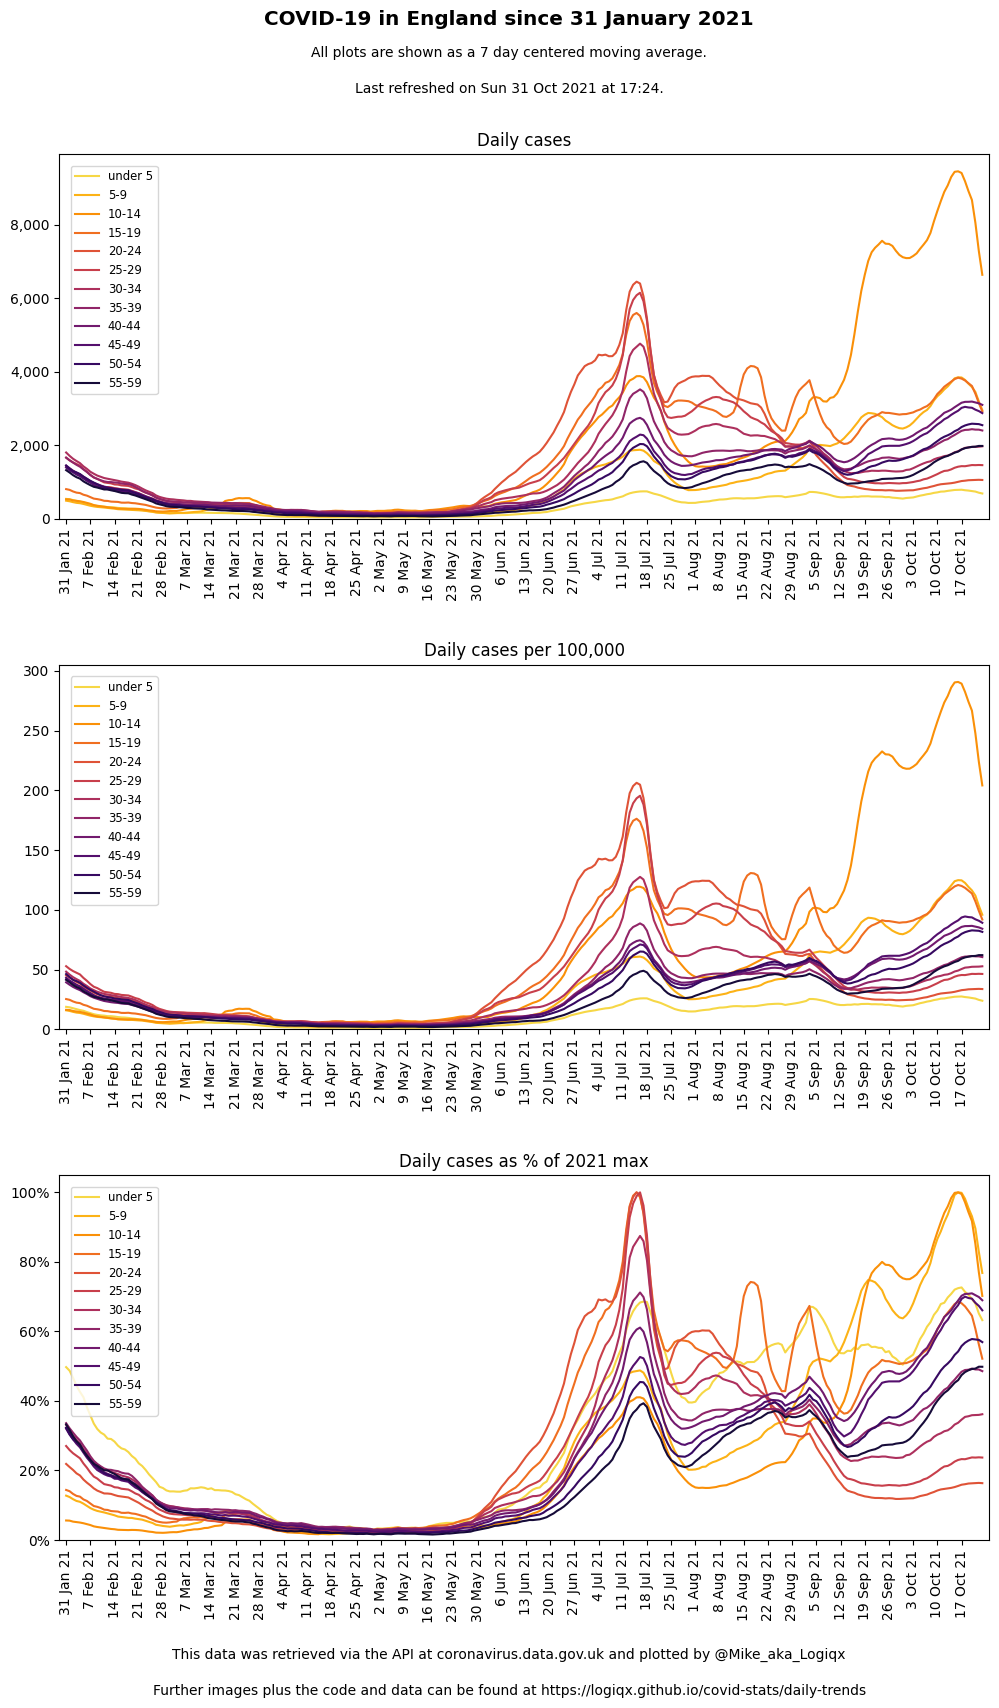 COVID-19 in England since 31 January 2021
All plots are shown as a 7 day centered moving average.
Last refreshed on Sun 31 Oct 2021 at 17:24.
Daily cases
under 5
5-9
10-14
15-19
20-24
25-29
30-34
35-39
40-44
45-49
50-54
55-59
8,000
6,000
4,000
2,000
0
31 Jan 21
7 Feb 21
14 Feb 21
21 Feb 21
28 Feb 21
7 Mar 21
14 Mar 21
21 Mar 21
28 Mar 21
4 Apr 21
11 Apr 21
18 Apr 21
25 Apr 21
2 May 21
9 May 21
16 May 21
23 May 21
30 May 21
6 Jun 21
13 Jun 21
20 Jun 21
27 Jun 21
4 Jul 21
11 Jul 21
18 Jul 21
25 Jul 21
1 Aug 21
8 Aug 21
15 Aug 21
22 Aug 21
29 Aug 21
5 Sep 21
12 Sep 21
19 Sep 21
26 Sep 21
3 Oct 21
10 Oct 21
17 Oct 21
Daily cases per 100,000
under 5
5-9
10-14
15-19
20-24
25-29
30-34
35-39
40-44
45-49
50-54
55-59
300
250
200
150
100
50
0
31 Jan 21
7 Feb 21
14 Feb 21
21 Feb 21
28 Feb 21
7 Mar 21
14 Mar 21
21 Mar 21
28 Mar 21
4 Apr 21
11 Apr 21
18 Apr 21
25 Apr 21
2 May 21
9 May 21
16 May 21
23 May 21
30 May 21
6 Jun 21
13 Jun 21
20 Jun 21
27 Jun 21
4 Jul 21
11 Jul 21
18 Jul 21
25 Jul 21
1 Aug 21
8 Aug 21
15 Aug 21
22 Aug 21
29 Aug 21
5 Sep 21
12 Sep 21
19 Sep 21
26 Sep 21
3 Oct 21
10 Oct 21
17 Oct 21
Daily cases as % of 2021 max
under 5
5-9
10-14
15-19
20-24
25-29
30-34
35-39
40-44
45-49
50-54
55-59
100%
80%
60%
40%
20%
0%
31 Jan 21
7 Feb 21
14 Feb 21
21 Feb 21
28 Feb 21
7 Mar 21
14 Mar 21
21 Mar 21
28 Mar 21
4 Apr 21
11 Apr 21
18 Apr 21
25 Apr 21
2 May 21
9 May 21
16 May 21
23 May 21
30 May 21
6 Jun 21
13 Jun 21
20 Jun 21
27 Jun 21
4 Jul 21
11 Jul 21
18 Jul 21
25 Jul 21
1 Aug 21
8 Aug 21
15 Aug 21
22 Aug 21
29 Aug 21
5 Sep 21
12 Sep 21
19 Sep 21
26 Sep 21
3 Oct 21
10 Oct 21
17 Oct 21
This data was retrieved via the API at coronavirus.data.gov.uk and plotted by @Mike_aka_Logiqx
Further images plus the code and data can be found at https://logiqx.github.io/covid-stats/daily-trends